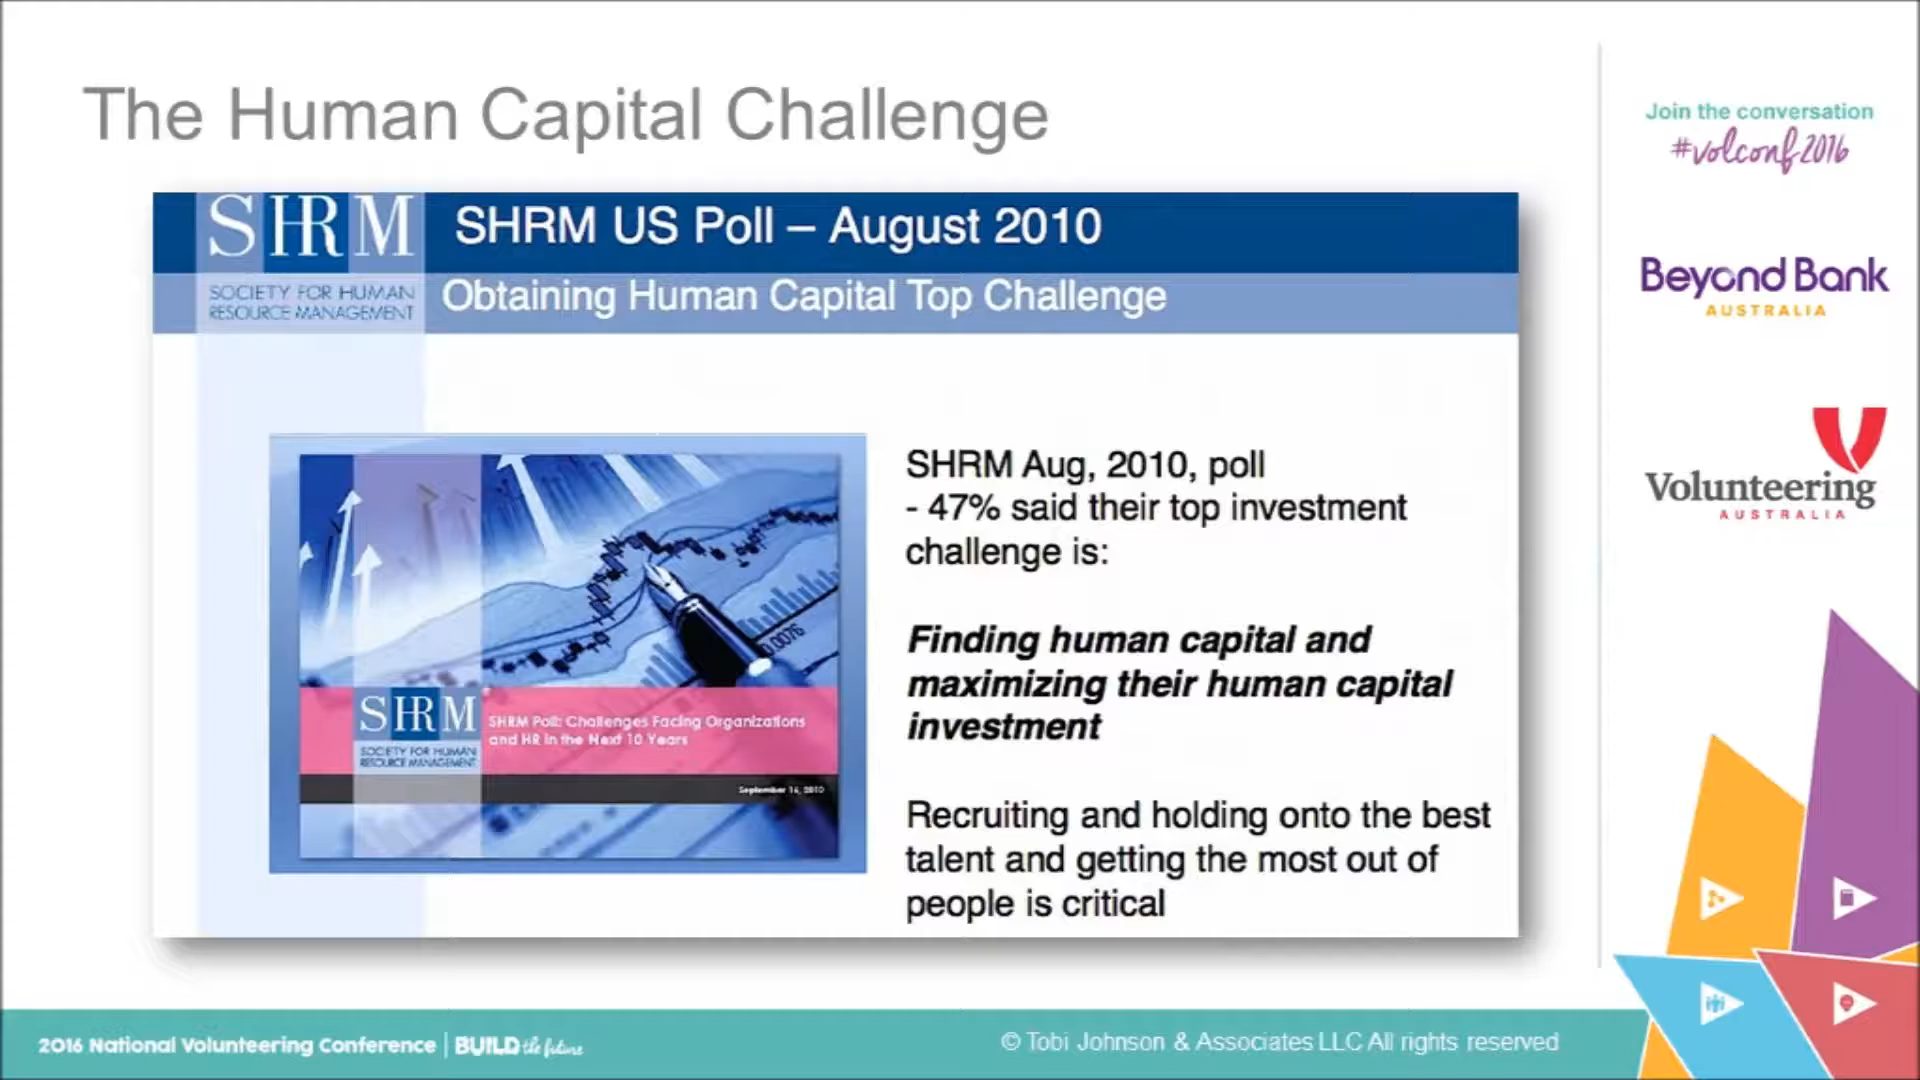 The Human Capital Challenge
SHRM
SOCIETY FOR HUMAN
RESOURCE MANAGEMENT
SHRM US Poll – August 2010
Obtaining Human Capital Top Challenge
SHRM Aug, 2010, poll
- 47% said their top investment
challenge is:
Finding human capital and
maximizing their human capital
investment
Recruiting and holding onto the best
talent and getting the most out of
people is critical
0.0076
SHRM
SOCIETY FOR HUMAN
RESOURCE MANAGEMENT
SHRM Poll: Challenges Facing Organizations
and HR in the Next 10 Years
September 16, 2010
Join the conversation
#volconf2016
Beyond Bank
AUSTRALIA
Volunteering
AUSTRALIA
2016 National Volunteering Conference | BUILD the future
© Tobi Johnson & Associates LLC All rights reserved